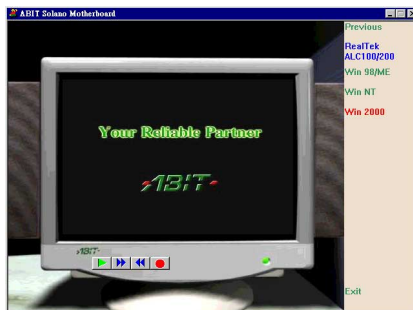 ABIT Solano Motherboard
Previous
RealTek
ALC100/200
Win 98/ME
Win NT
Win 2000
Your Reliable Partner
ABIT
ABIT
Exit